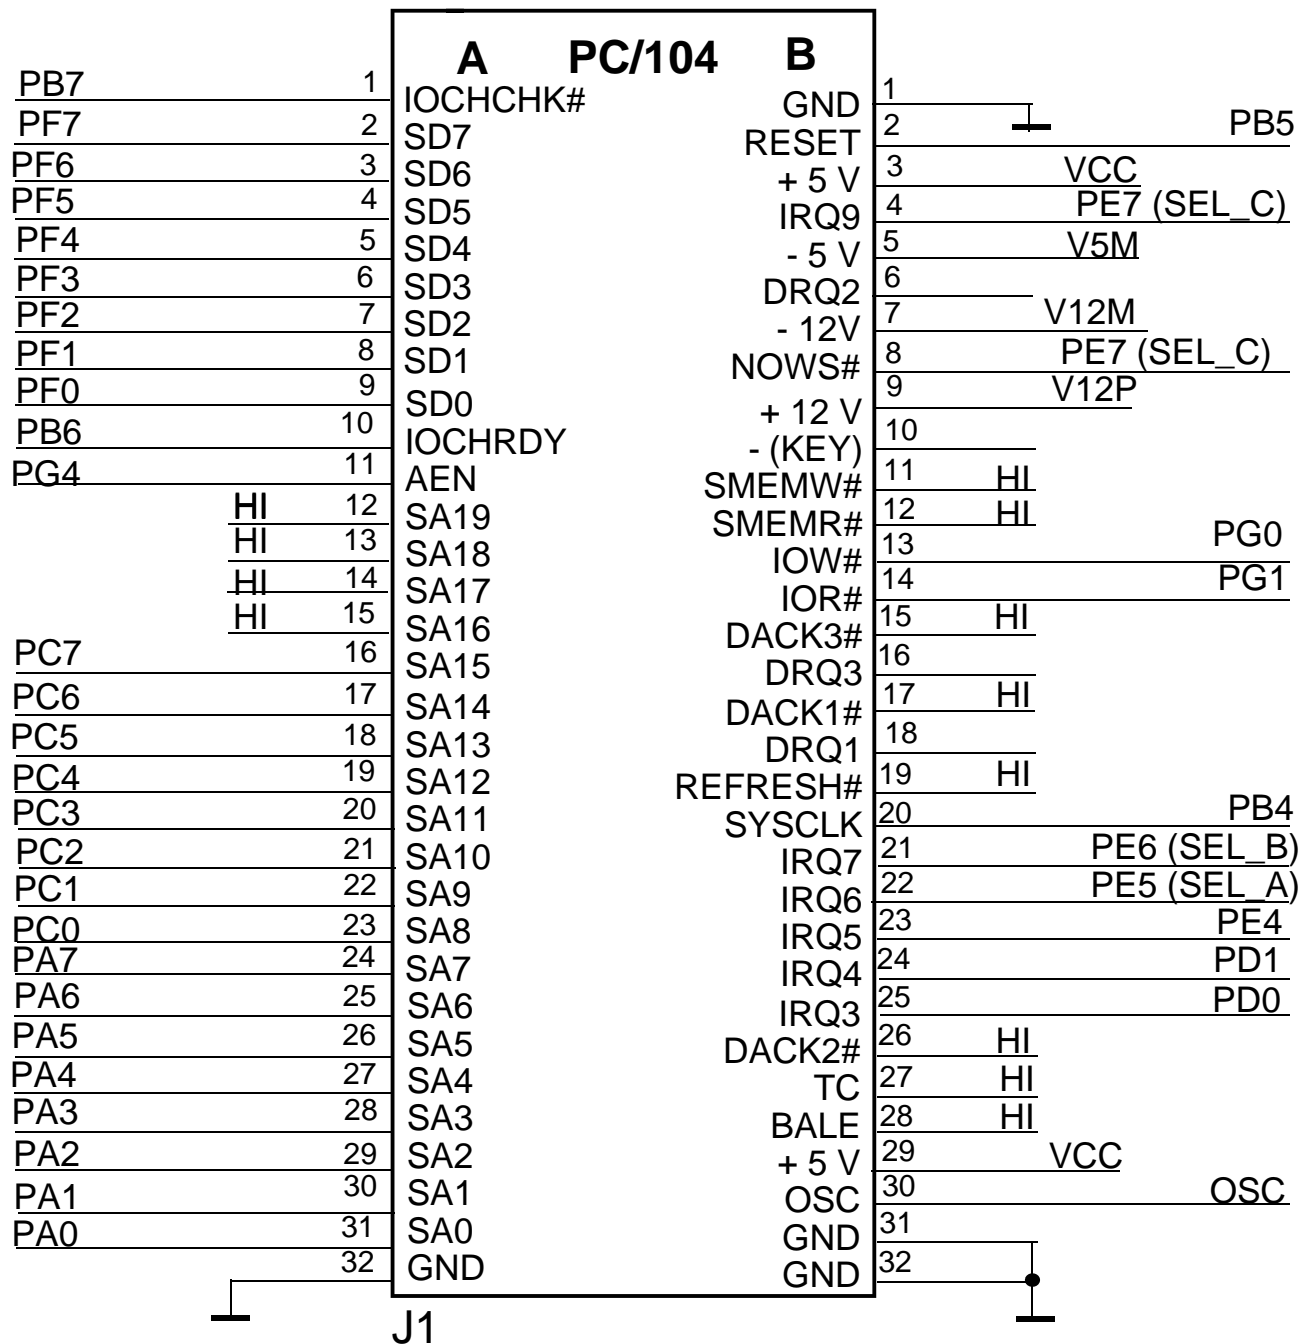 A PC/104 B
PB7 1 IOCHCHK# GND 1
PF7 2 SD7 RESET 2 PB5
PF6 3 SD6 + 5 V 3 VCC
PF5 4 SD5 IRQ9 4 PE7 (SEL_C)
PF4 5 SD4 - 5 V 5 V5M
PF3 6 SD3 DRQ2 6
PF2 7 SD2 - 12V 7 V12M
PF1 8 SD1 NOWS# 8 PE7 (SEL_C)
PF0 9 SD0 + 12 V 9 V12P
PB6 10 IOCHRDY - (KEY) 10
PG4 11 AEN SMEMW# 11 HI
HI 12 SA19 SMEMR# 12 HI
HI 13 SA18 IOW# 13 PG0
HI 14 SA17 IOR# 14 PG1
HI 15 SA16 DACK3# 15 HI
PC7 16 SA15 DRQ3 16
PC6 17 SA14 DACK1# 17 HI
PC5 18 SA13 DRQ1 18
PC4 19 SA12 REFRESH# 19 HI
PC3 20 SA11 SYSCLK 20 PB4
PC2 21 SA10 IRQ7 21 PE6 (SEL_B)
PC1 22 SA9 IRQ6 22 PE5 (SEL_A)
PC0 23 SA8 IRQ5 23 PE4
PA7 24 SA7 IRQ4 24 PD1
PA6 25 SA6 IRQ3 25 PD0
PA5 26 SA5 DACK2# 26 HI
PA4 27 SA4 TC 27 HI
PA3 28 SA3 BALE 28 HI
PA2 29 SA2 + 5 V 29 VCC
PA1 30 SA1 OSC 30 OSC
PA0 31 SA0 GND 31
32 GND GND 32
J1